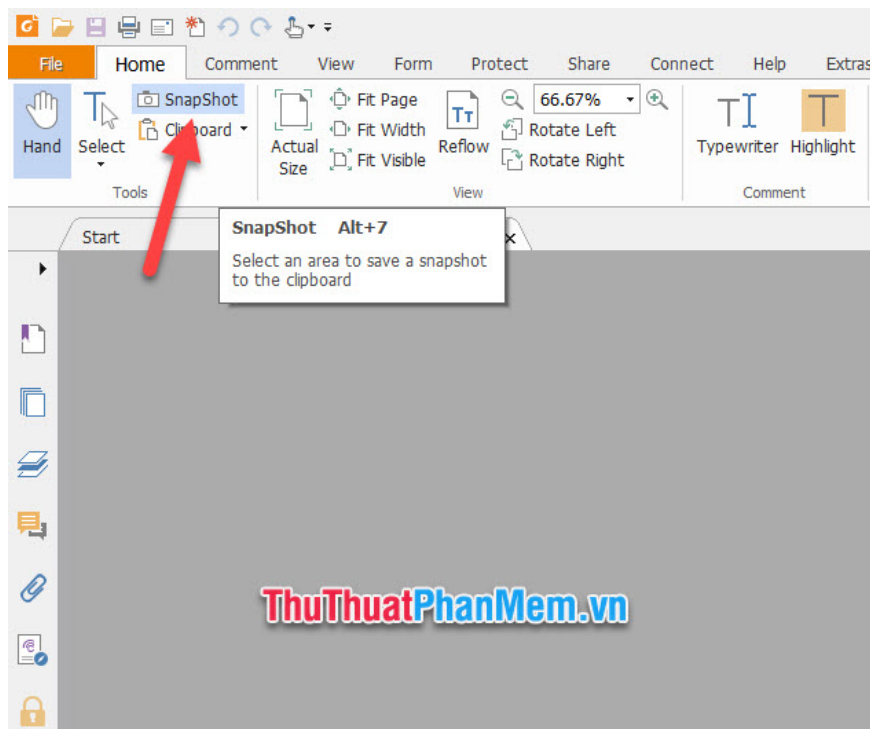 File Home Comment View Form Protect Share Connect Help Extras
SnapShot Fit Page 66.67%
Clipboard Fit Width Rotate Left
Hand Select Actual Size Fit Visible Reflow Rotate Right Typewriter Highlight
Tools View Comment
Start
SnapShot Alt+7
Select an area to save a snapshot
to the clipboard
ThuThuatPhanMem.vn